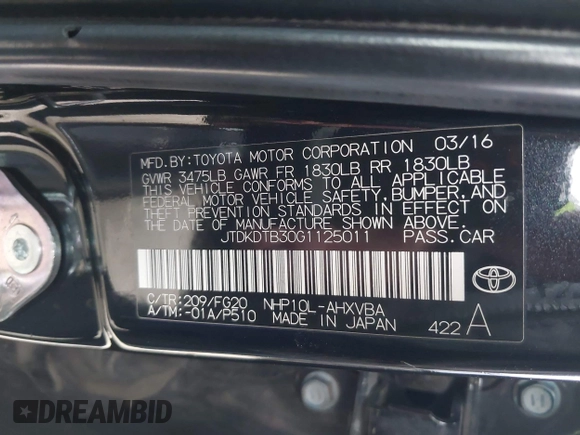 MFD.BY:TOYOTA MOTOR CORPORATION 03/16
GVWR 3475LB GAWR FR 1830LB RR 1830LB
THIS VEHICLE CONFORMS TO ALL APPLICABLE
FEDERAL MOTOR VEHICLE SAFETY,BUMPER,AND
THEFT PREVENTION STANDARDS IN EFFECT ON
THE DATE OF MANUFACTURE SHOWN ABOVE.
JTDKDTB30G1125011 PASS.CAR
C/TR:209/FG20 NHP10L-AHXVBA
A/TM:-01A/P510 MADE IN JAPAN 422 A
DREAMBID